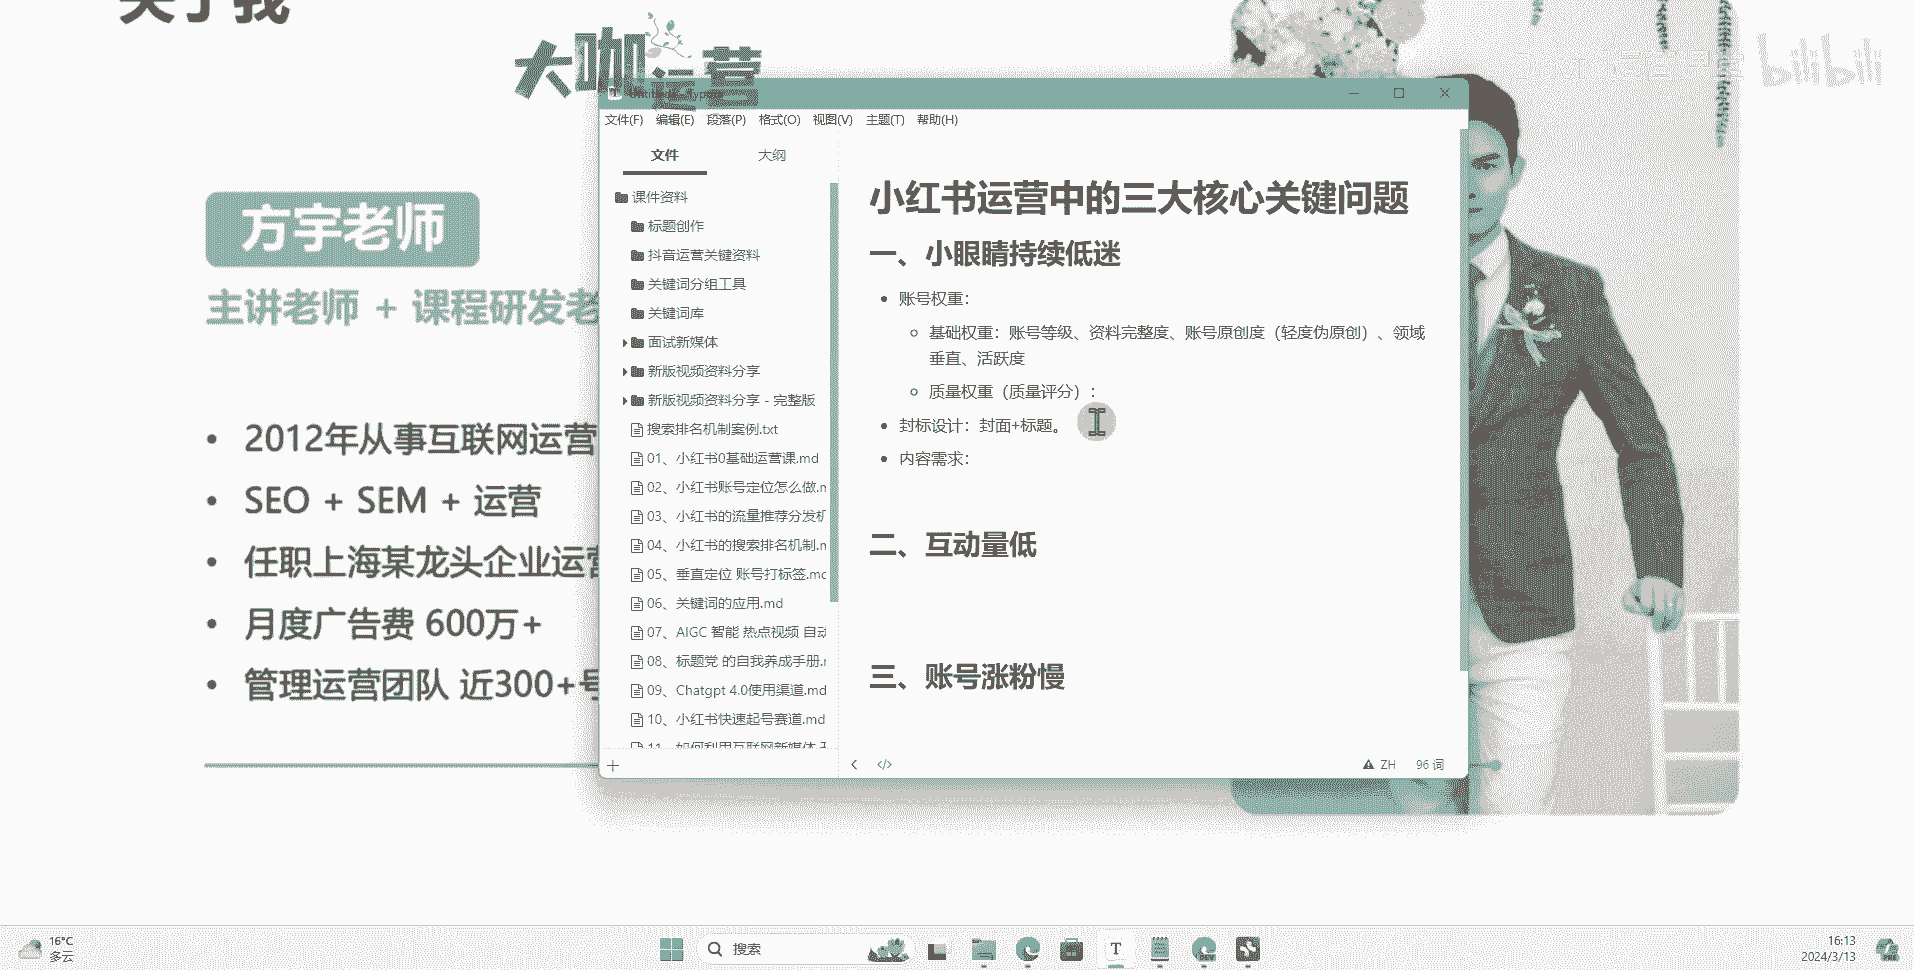 关于我
大咖运营
bilibili
方宇老师
主讲老师 + 课程研发老
2012年从事互联网运营
SEO + SEM + 运营
任职上海某龙头企业运营
月度广告费 600万+
管理运营团队 近300+号
文件(F) 编辑(E) 段落(P) 格式(O) 视图(V) 主题(T) 帮助(H)
文件 大纲
课件资料
标题创作
抖音运营关键资料
关键词分组工具
关键词库
面试新媒体
新版视频资料分享
新版视频资料分享 - 完整版
搜索排名机制案例.txt
01、小红书0基础运营课.md
02、小红书账号定位怎么做.m
03、小红书的流量推荐分发机
04、小红书的搜索排名机制.m
05、垂直定位 账号打标签.mc
06、关键词的应用.md
07、AIGC 智能 热点视频 自动
08、标题党 的自我养成手册.r
09、Chatgpt 4.0使用渠道.md
10、小红书快速起号赛道.md
11、如何利用互联网新媒体
小红书运营中的三大核心关键问题
一、小眼睛持续低迷
账号权重：
基础权重：账号等级、资料完整度、账号原创度（轻度伪原创）、领域
垂直、活跃度
质量权重（质量评分）：
封标设计：封面+标题。
内容需求：
二、互动量低
三、账号涨粉慢
ZH 96 词
16°C
多云
搜索
16:13
2024/3/13